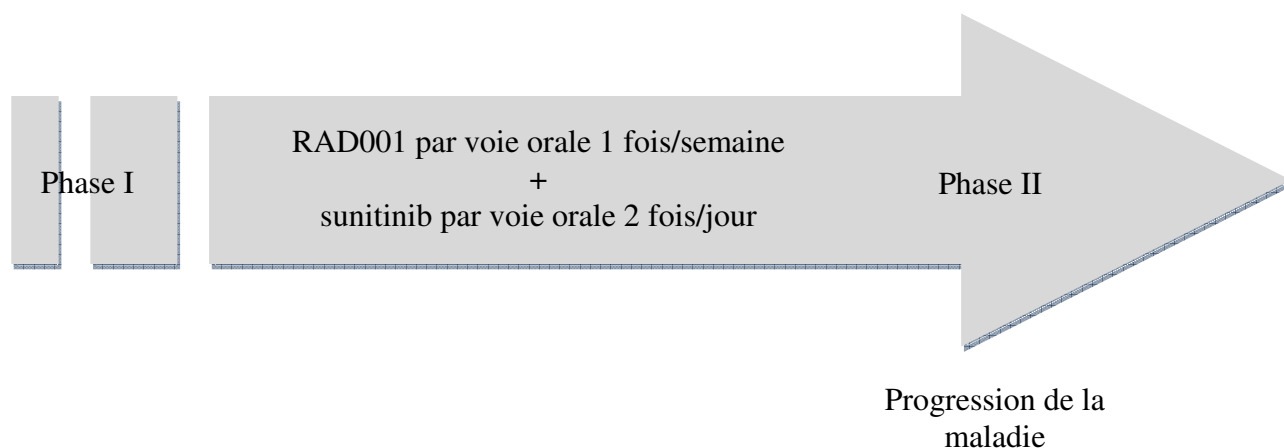 Phase I
RAD001 par voie orale 1 fois/semaine
+
sunitinib par voie orale 2 fois/jour
Phase II
Progression de la
maladie